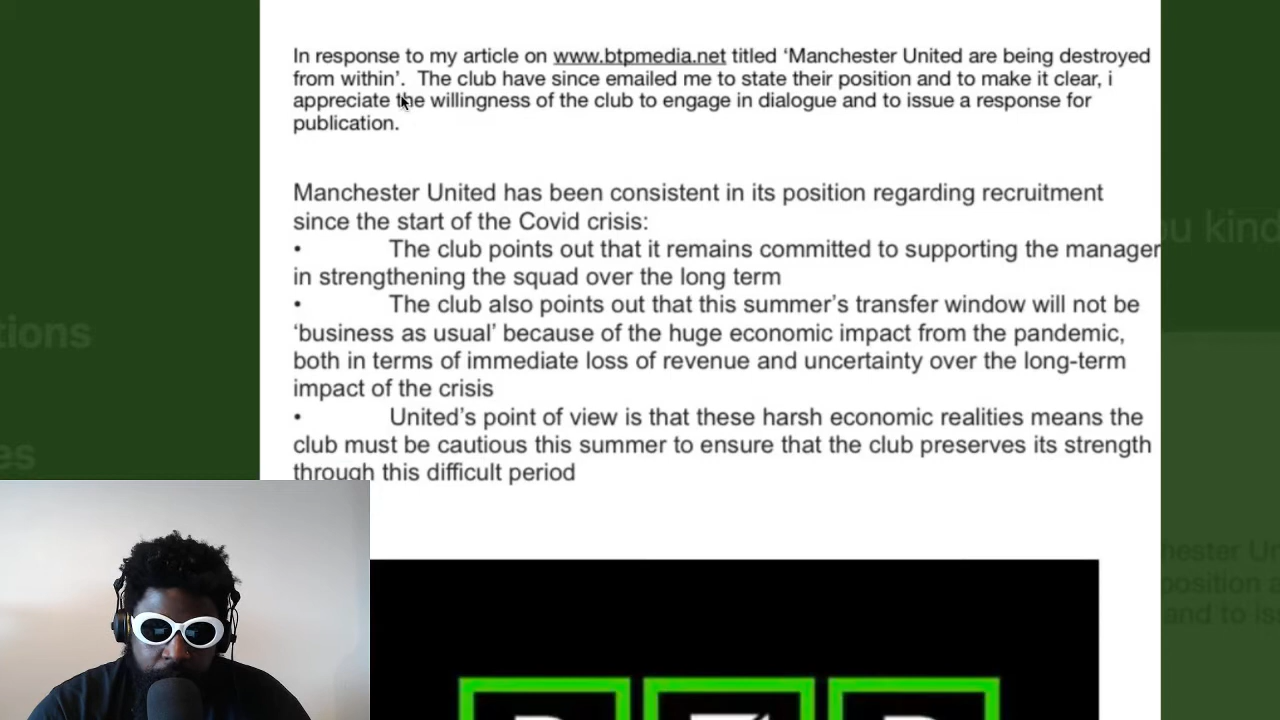 In response to my article on www.btpmedia.net titled ‘Manchester United are being destroyed
from within’.  The club have since emailed me to state their position and to make it clear, i
appreciate the willingness of the club to engage in dialogue and to issue a response for
publication.
Manchester United has been consistent in its position regarding recruitment
since the start of the Covid crisis:
• The club points out that it remains committed to supporting the manager
in strengthening the squad over the long term
• The club also points out that this summer’s transfer window will not be
‘business as usual’ because of the huge economic impact from the pandemic,
both in terms of immediate loss of revenue and uncertainty over the long-term
impact of the crisis
• United’s point of view is that these harsh economic realities means the
club must be cautious this summer to ensure that the club preserves its strength
through this difficult period
and to